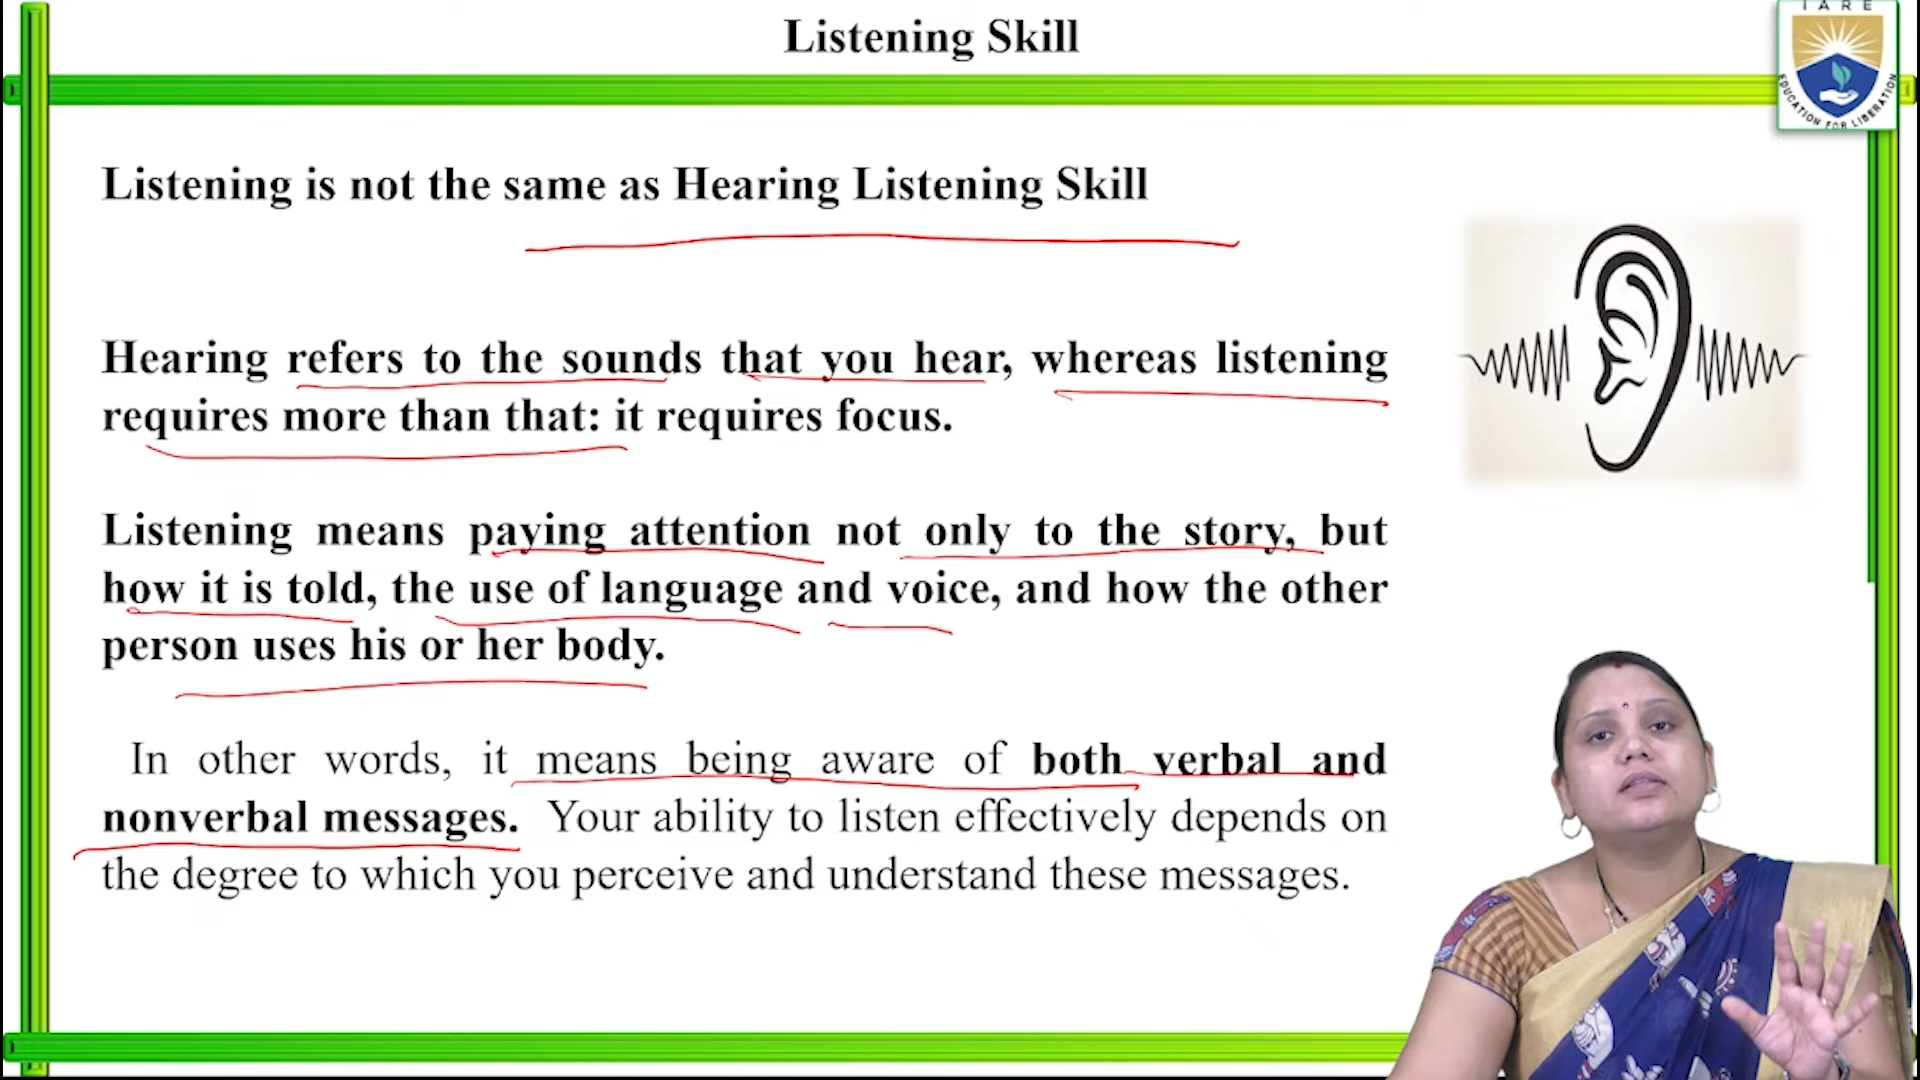 Listening Skill
IARE
EDUCATION FOR LIBERATION
Listening is not the same as Hearing Listening Skill
Hearing refers to the sounds that you hear, whereas listening
requires more than that: it requires focus.
Listening means paying attention not only to the story, but
how it is told, the use of language and voice, and how the other
person uses his or her body.
In other words, it means being aware of both verbal and
nonverbal messages. Your ability to listen effectively depends on
the degree to which you perceive and understand these messages.